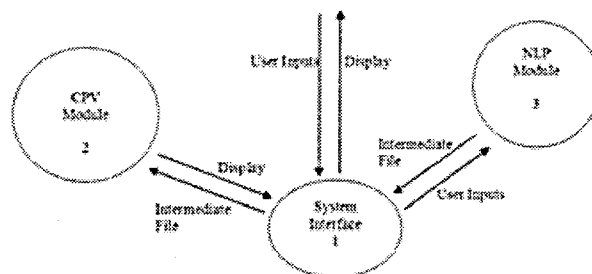 User Inputs
Display
CPV
Module
2
NLP
Module
3
Display
Intermediate
File
Intermediate
File
User Inputs
System
Interface
1